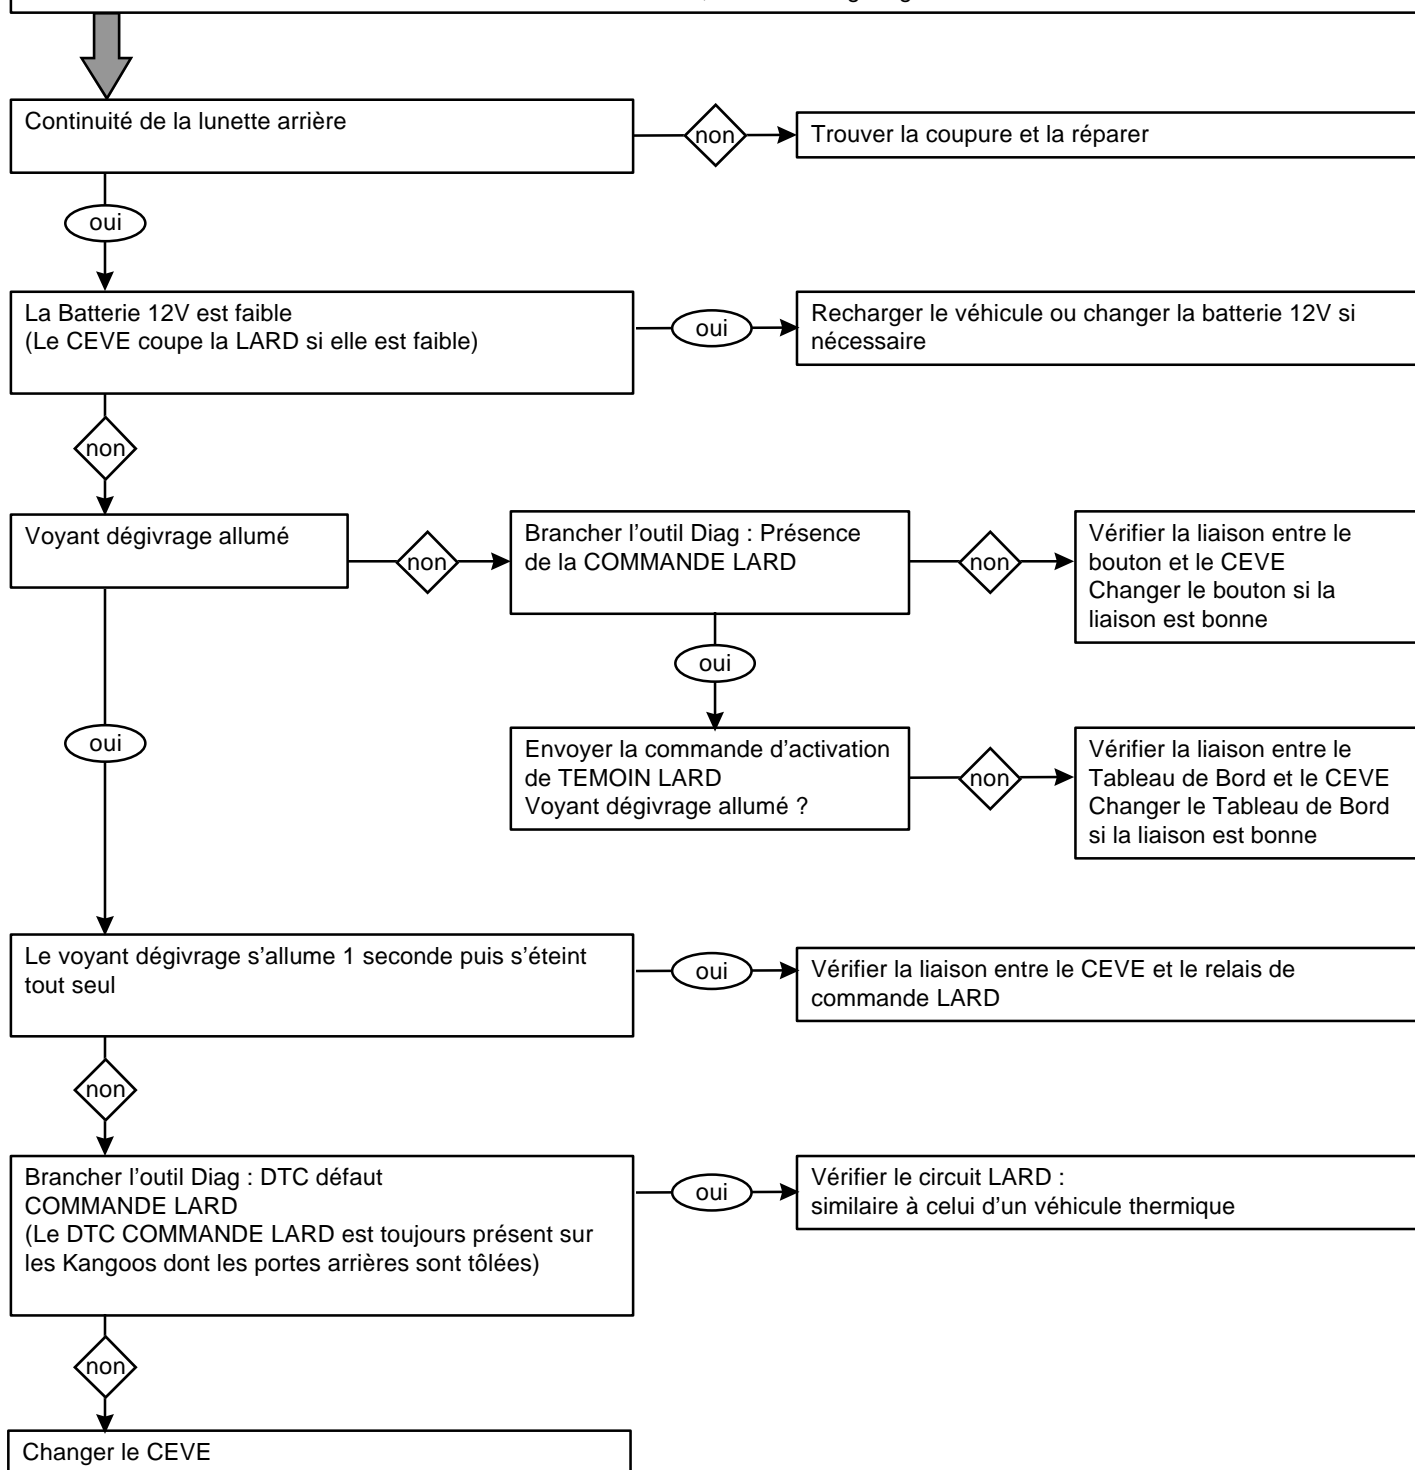 Continuité de la lunette arrière
non
Trouver la coupure et la réparer
oui
La Batterie 12V est faible
(Le CEVE coupe la LARD si elle est faible)
oui
Recharger le véhicule ou changer la batterie 12V si
nécessaire
non
Voyant dégivrage allumé
non
Brancher l’outil Diag : Présence
de la COMMANDE LARD
non
Vérifier la liaison entre le
bouton et le CEVE
Changer le bouton si la
liaison est bonne
oui
oui
Envoyer la commande d’activation
de TEMOIN LARD
Voyant dégivrage allumé ?
non
Vérifier la liaison entre le
Tableau de Bord et le CEVE
Changer le Tableau de Bord
si la liaison est bonne
Le voyant dégivrage s’allume 1 seconde puis s’éteint
tout seul
oui
Vérifier la liaison entre le CEVE et le relais de
commande LARD
non
Brancher l’outil Diag : DTC défaut
COMMANDE LARD
(Le DTC COMMANDE LARD est toujours présent sur
les Kangoos dont les portes arrières sont tôlées)
oui
Vérifier le circuit LARD :
similaire à celui d’un véhicule thermique
non
Changer le CEVE